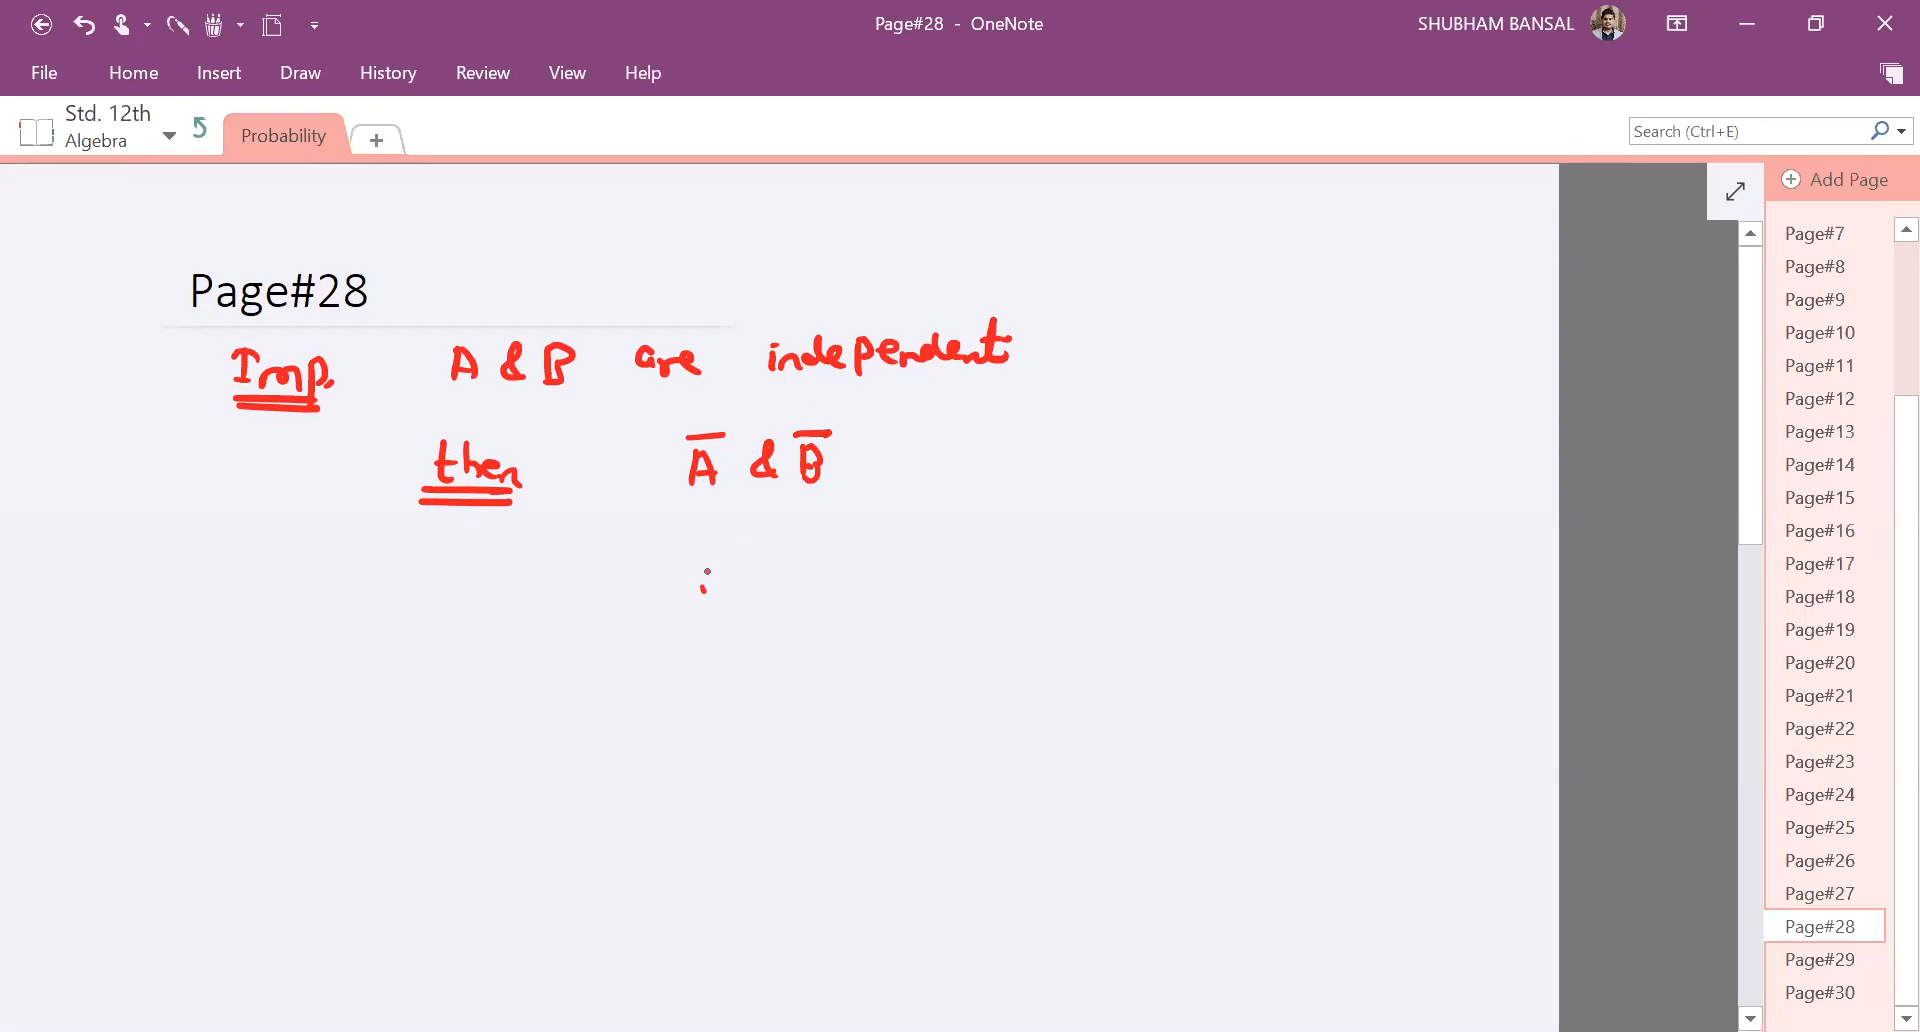 Page#28 - OneNote
SHUBHAM BANSAL
File Home Insert Draw History Review View Help
Std. 12th
Algebra
Probability
Search (Ctrl+E)
Add Page
Page#28
Imp. A & B are independent
then A̅ & B̅
Page#7
Page#8
Page#9
Page#10
Page#11
Page#12
Page#13
Page#14
Page#15
Page#16
Page#17
Page#18
Page#19
Page#20
Page#21
Page#22
Page#23
Page#24
Page#25
Page#26
Page#27
Page#28
Page#29
Page#30